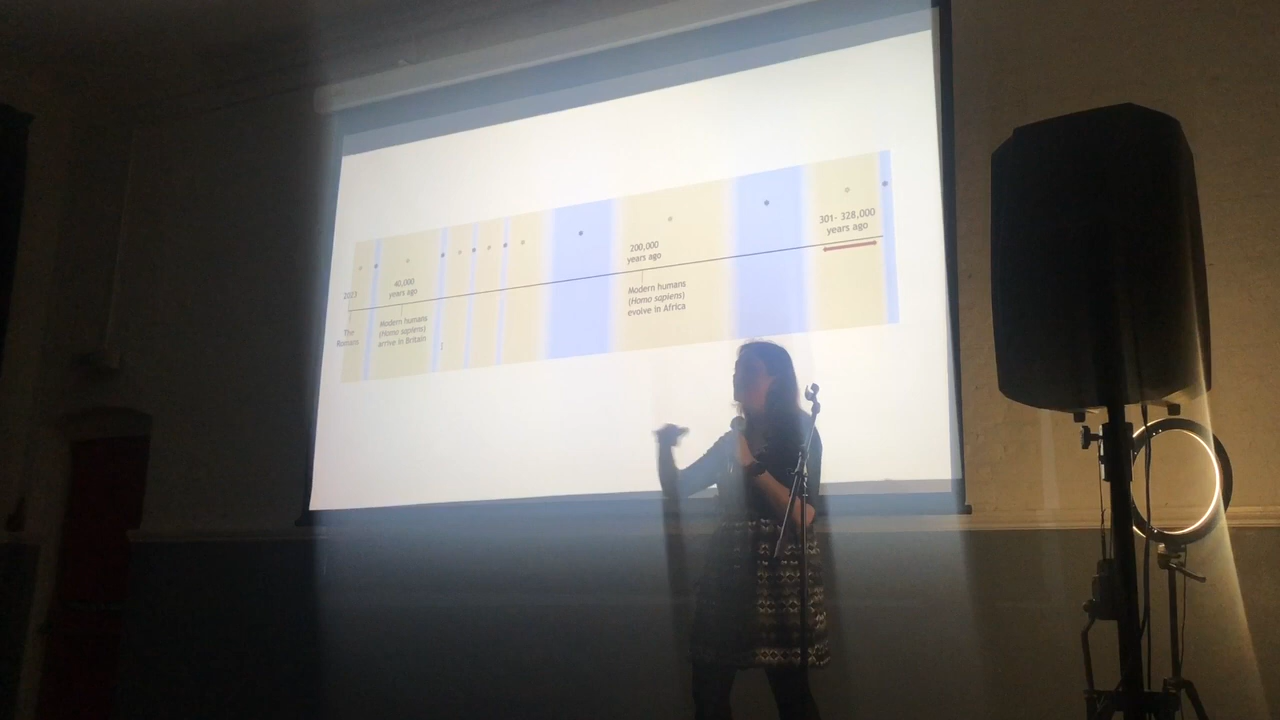 2023
The
Romans
40,000
years ago
Modern humans
(Homo sapiens)
arrive in Britain
200,000
years ago
Modern humans
(Homo sapiens)
evolve in Africa
301- 328,000
years ago